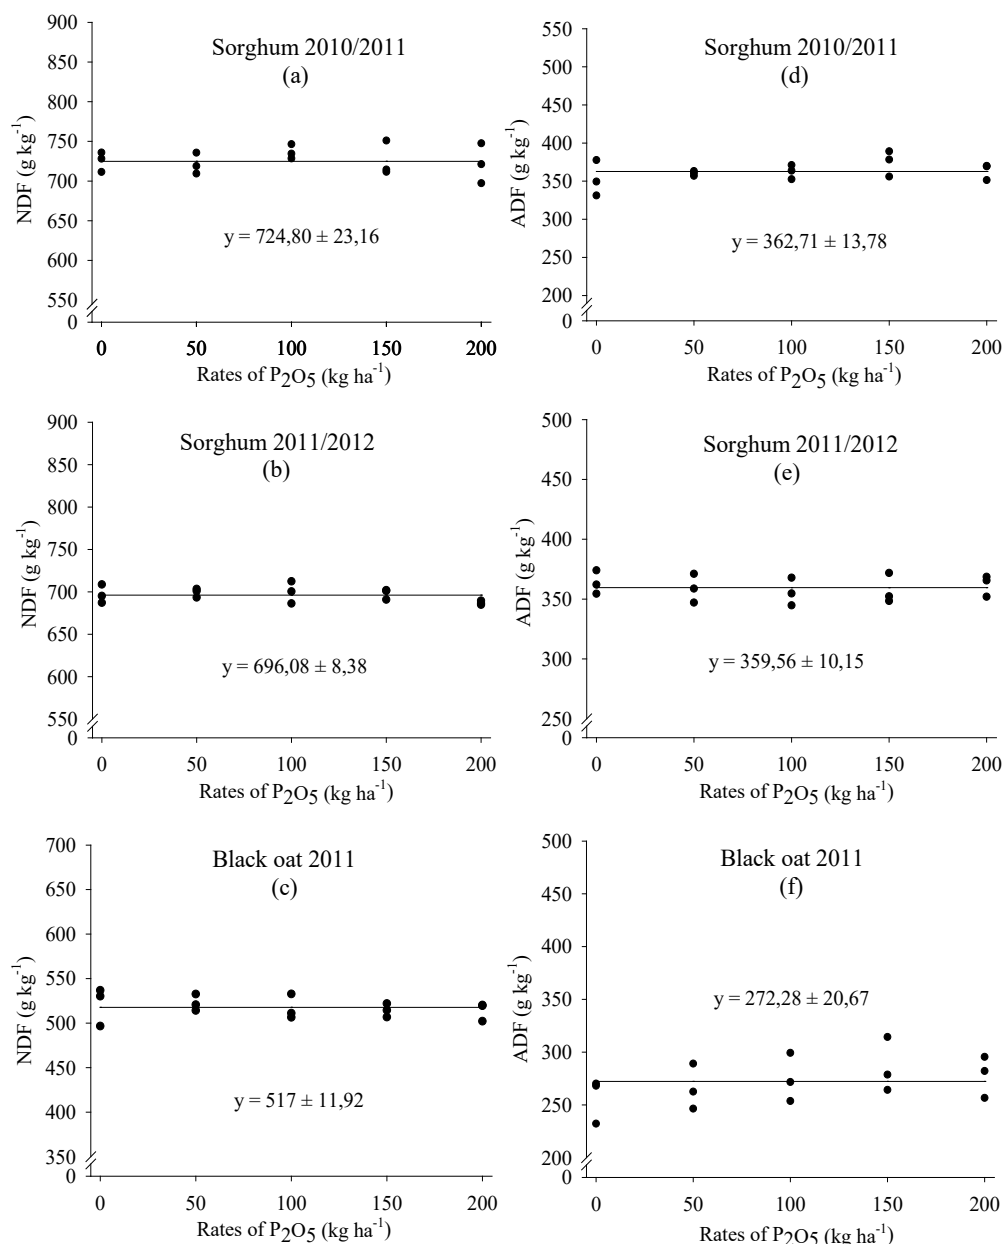 Sorghum 2010/2011
(a)
NDF (g kg⁻¹)
900
850
800
750
700
650
600
550
0
y = 724,80 ± 23,16
0 50 100 150 200
Rates of P₂O₅ (kg ha⁻¹)
Sorghum 2010/2011
(d)
ADF (g kg⁻¹)
550
500
450
400
350
300
250
200
0
y = 362,71 ± 13,78
0 50 100 150 200
Rates of P₂O₅ (kg ha⁻¹)
Sorghum 2011/2012
(b)
NDF (g kg⁻¹)
900
850
800
750
700
650
600
550
0
y = 696,08 ± 8,38
0 50 100 150 200
Rates of P₂O₅ (kg ha⁻¹)
Sorghum 2011/2012
(e)
ADF (g kg⁻¹)
500
450
400
350
300
250
0
y = 359,56 ± 10,15
0 50 100 150 200
Rates of P₂O₅ (kg ha⁻¹)
Black oat 2011
(c)
NDF (g kg⁻¹)
700
650
600
550
500
450
400
350
0
y = 517 ± 11,92
0 50 100 150 200
Rates of P₂O₅ (kg ha⁻¹)
Black oat 2011
(f)
ADF (g kg⁻¹)
500
450
400
350
300
250
200
0
y = 272,28 ± 20,67
0 50 100 150 200
Rates of P₂O₅ (kg ha⁻¹)